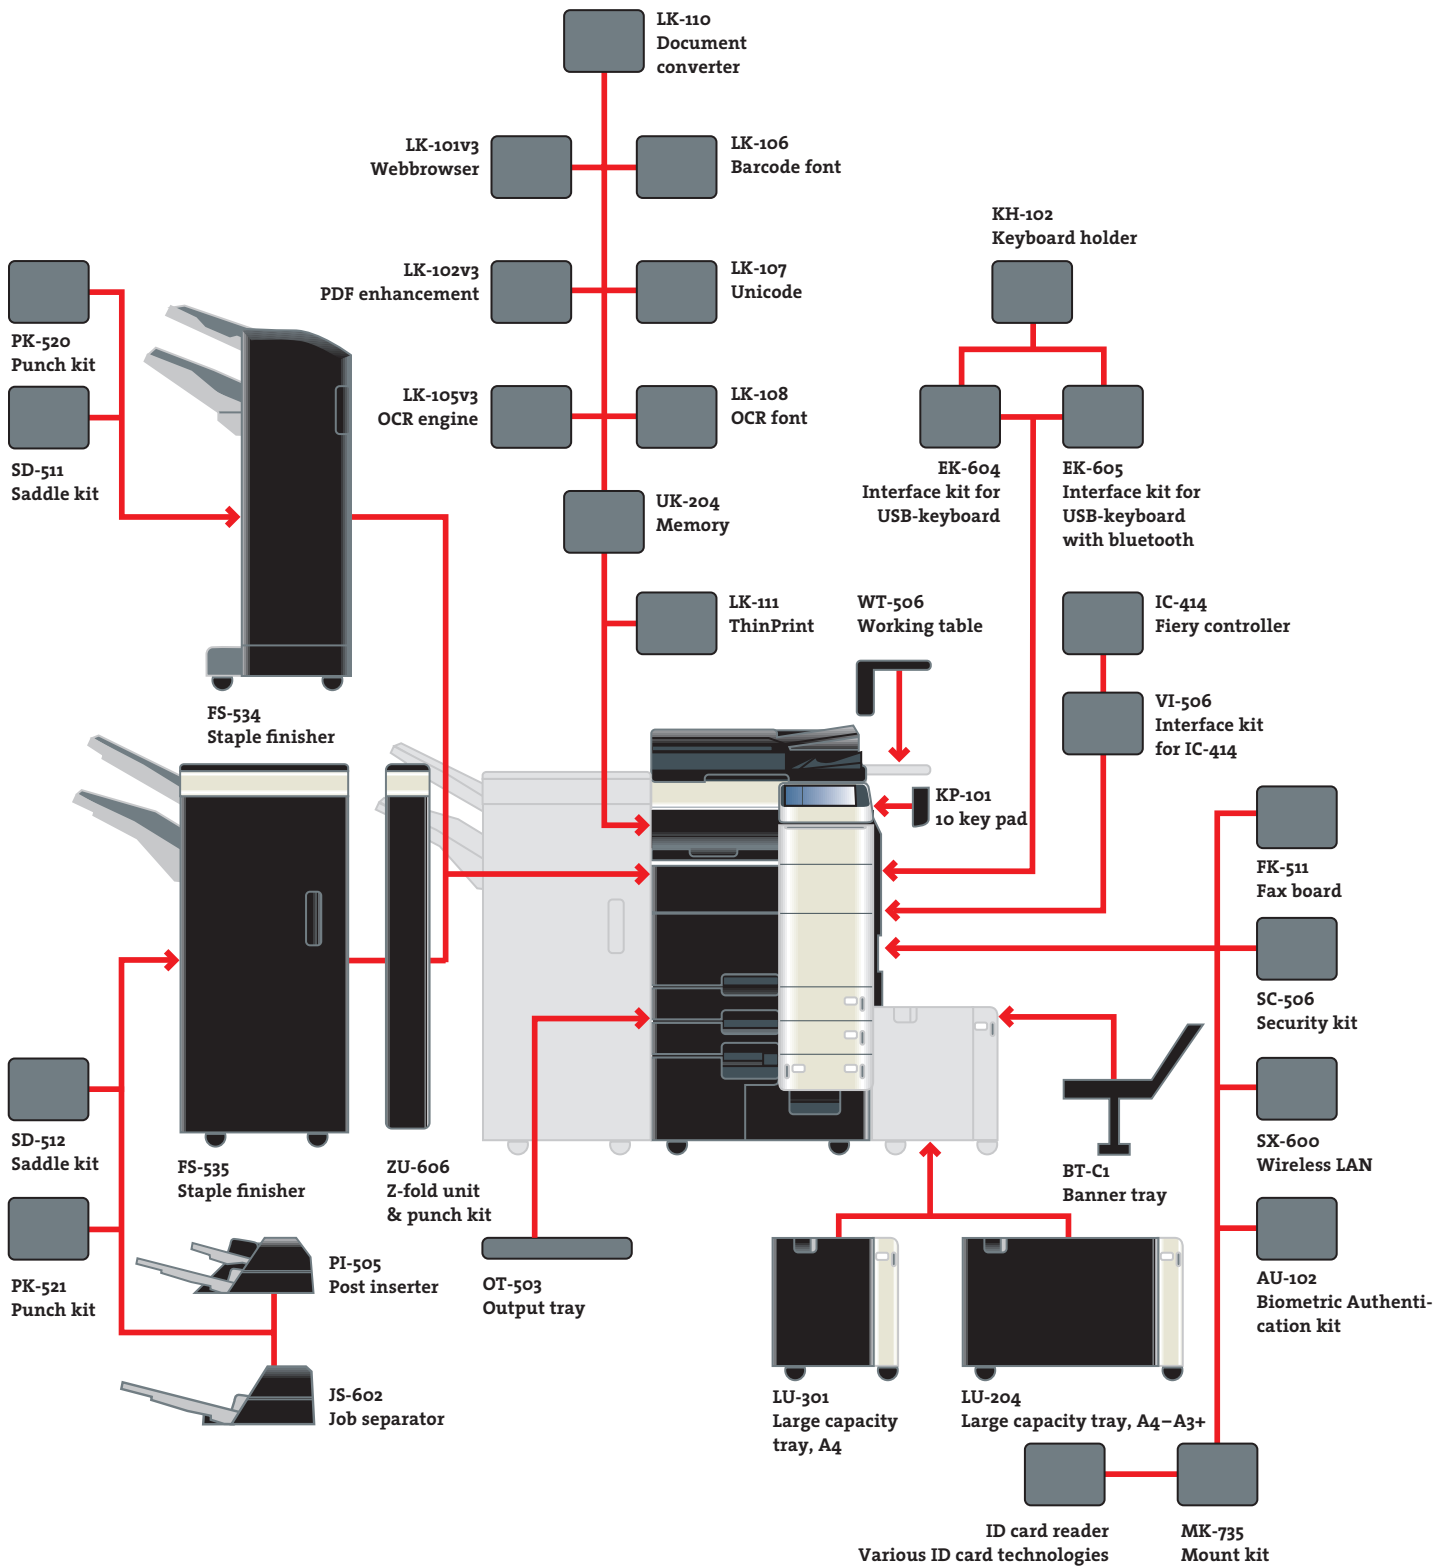 LK-110
Document
converter
LK-101v3
Webbrowser
LK-106
Barcode font
KH-102
Keyboard holder
LK-102v3
PDF enhancement
LK-107
Unicode
PK-520
Punch kit
LK-105v3
OCR engine
LK-108
OCR font
SD-511
Saddle kit
EK-604
Interface kit for
USB-keyboard
EK-605
Interface kit for
USB-keyboard
with bluetooth
UK-204
Memory
LK-111
ThinPrint
WT-506
Working table
IC-414
Fiery controller
FS-534
Staple finisher
VI-506
Interface kit
for IC-414
KP-101
10 key pad
FK-511
Fax board
SC-506
Security kit
SD-512
Saddle kit
FS-535
Staple finisher
ZU-606
Z-fold unit
& punch kit
BT-C1
Banner tray
SX-600
Wireless LAN
PI-505
Post inserter
OT-503
Output tray
PK-521
Punch kit
AU-102
Biometric Authenti-
cation kit
JS-602
Job separator
LU-301
Large capacity
tray, A4
LU-204
Large capacity tray, A4–A3+
ID card reader
Various ID card technologies
MK-735
Mount kit